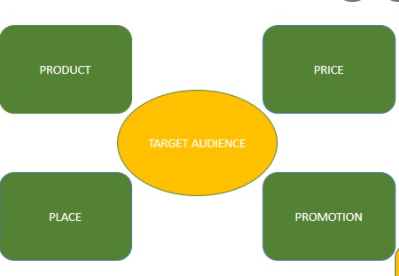 PRODUCT
PRICE
TARGET AUDIENCE
PLACE
PROMOTION